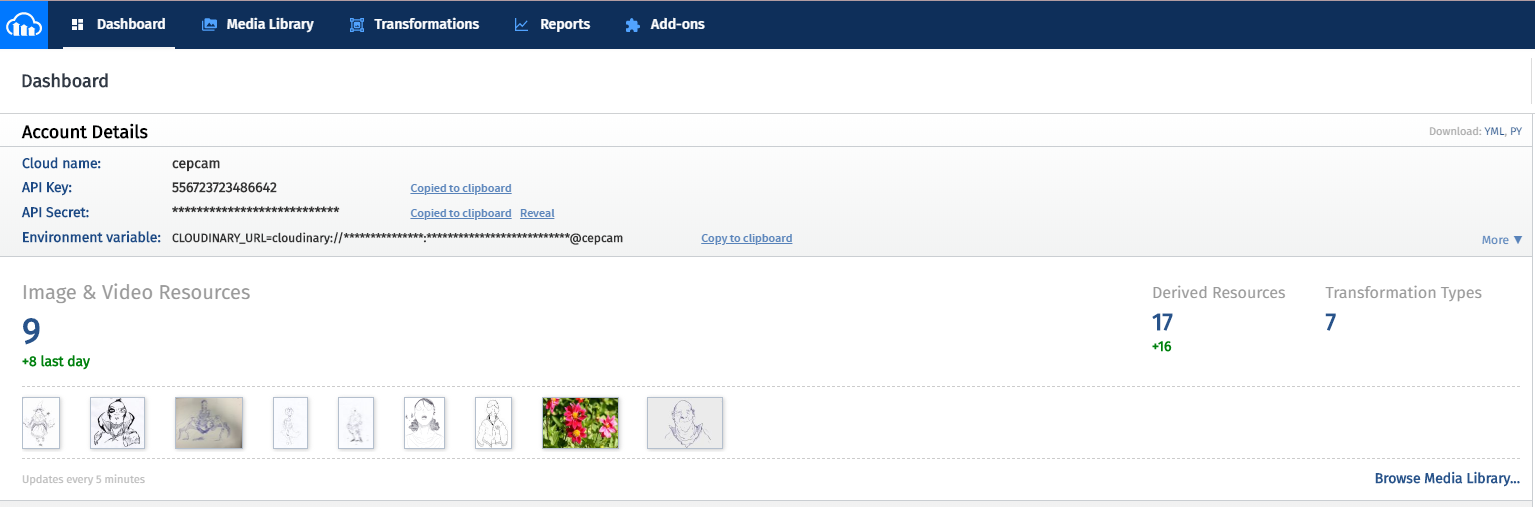 Dashboard Media Library Transformations Reports Add-ons
Dashboard
Account Details Download: YML, PY
Cloud name: cepcam
API Key: 556723723486642 Copied to clipboard
API Secret: *************************** Copied to clipboard Reveal
Environment variable: CLOUDINARY_URL=cloudinary://***************:***************************@cepcam Copy to clipboard More ▼
Image & Video Resources Derived Resources Transformation Types
9 17 7
+8 last day +16
Updates every 5 minutes Browse Media Library...